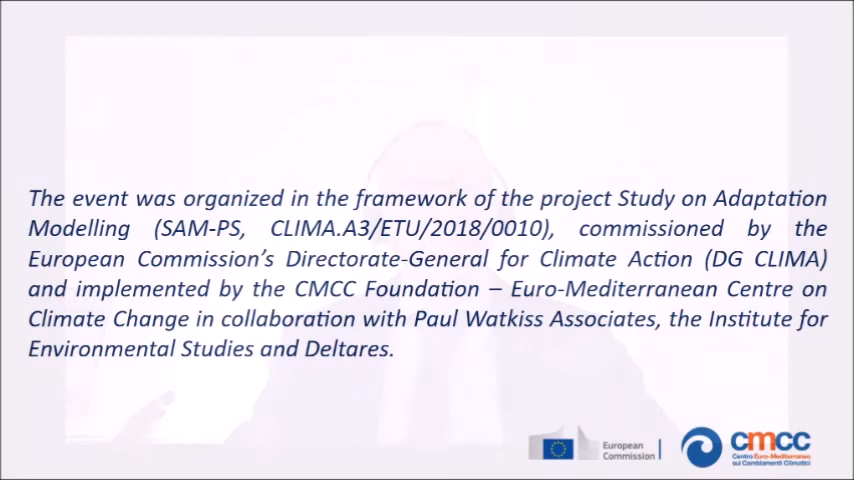 The event was organized in the framework of the project Study on Adaptation
Modelling (SAM-PS, CLIMA.A3/ETU/2018/0010), commissioned by the
European Commission's Directorate-General for Climate Action (DG CLIMA)
and implemented by the CMCC Foundation – Euro-Mediterranean Centre on
Climate Change in collaboration with Paul Watkiss Associates, the Institute for
Environmental Studies and Deltares.
European
Commission
cmcc
Centro Euro-Mediterraneo
sui Cambiamenti Climatici